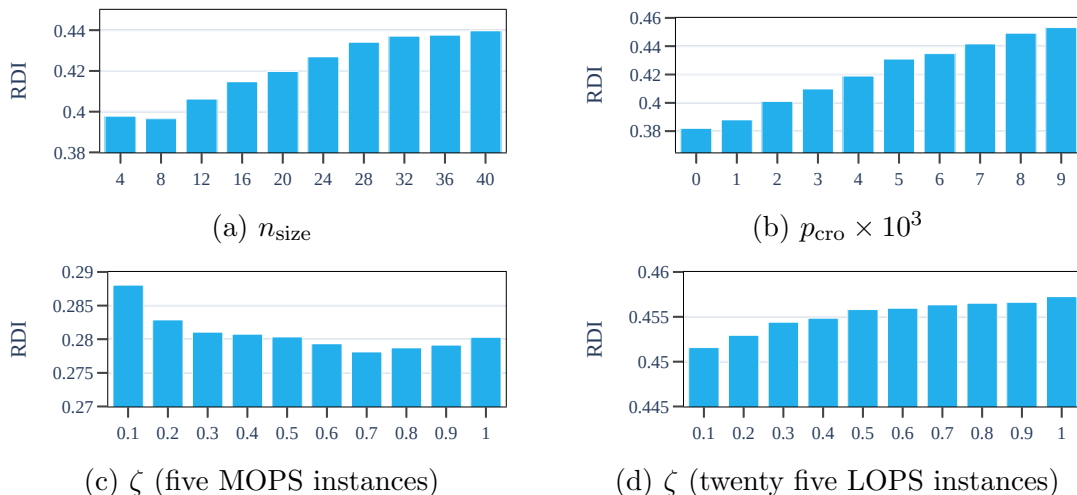 RDI
0.44
0.42
0.4
0.38
4 8 12 16 20 24 28 32 36 40
(a) n_size
RDI
0.46
0.44
0.42
0.4
0.38
0 1 2 3 4 5 6 7 8 9
(b) p_cro × 10³
RDI
0.29
0.285
0.28
0.275
0.27
0.1 0.2 0.3 0.4 0.5 0.6 0.7 0.8 0.9 1
(c) ζ (five MOPS instances)
RDI
0.46
0.455
0.45
0.445
0.1 0.2 0.3 0.4 0.5 0.6 0.7 0.8 0.9 1
(d) ζ (twenty five LOPS instances)